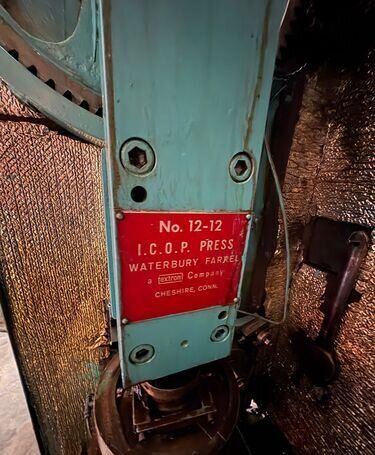 No. 12-12
I.C.O.P. PRESS
WATERBURY FARREL
a textron Company
CHESHIRE, CONN.